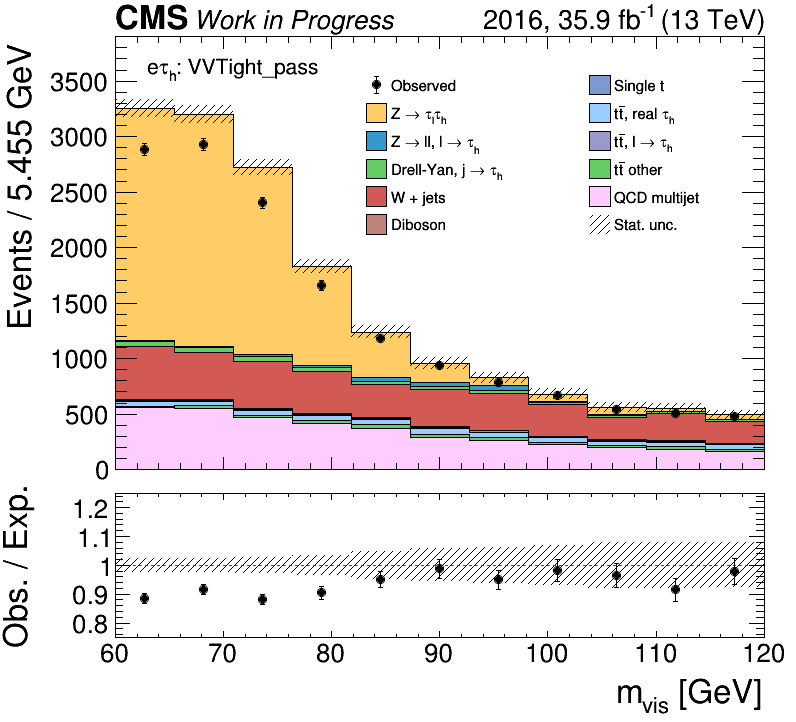 CMS Work in Progress 2016, 35.9 fb⁻¹ (13 TeV)
eτₕ: VVTight_pass
Observed
Z → τₗτₕ
Z → ll, l → τₕ
Drell-Yan, j → τₕ
W + jets
Diboson
Single t
tt̄, real τₕ
tt̄, l → τₕ
tt̄ other
QCD multijet
Stat. unc.
Events / 5.455 GeV
3500
3000
2500
2000
1500
1000
500
0
Obs. / Exp.
1.2
1.1
1
0.9
0.8
60 70 80 90 100 110 120
m_vis [GeV]